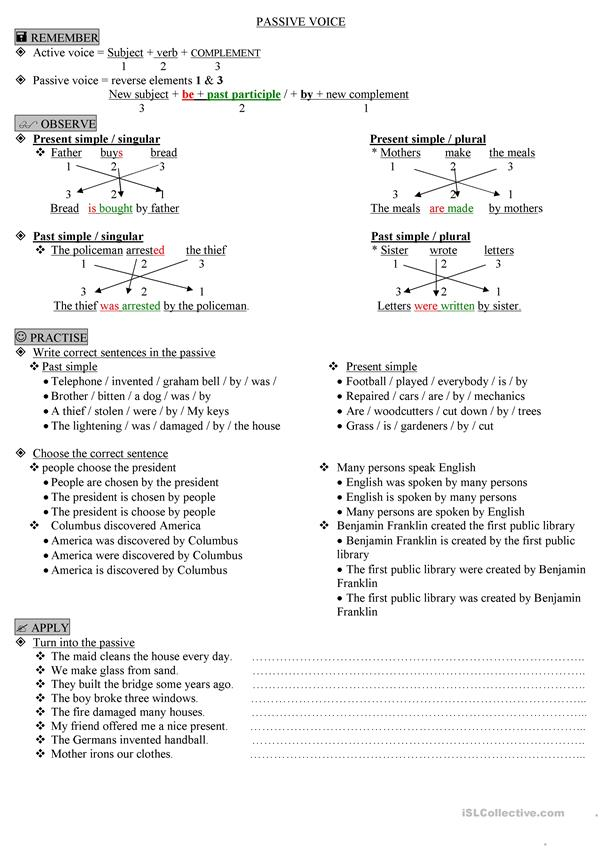 PASSIVE VOICE
REMEMBER
Active voice = Subject + verb + COMPLEMENT
1 2 3
Passive voice = reverse elements 1 & 3
New subject + be + past participle / + by + new complement
3 2 1
OBSERVE
Present simple / singular
Father buys bread
1 2 3
3 2 1
Bread is bought by father
Present simple / plural
* Mothers make the meals
1 2 3
3 2 1
The meals are made by mothers
Past simple / singular
The policeman arrested the thief
1 2 3
3 2 1
The thief was arrested by the policeman.
Past simple / plural
* Sister wrote letters
1 2 3
3 2 1
Letters were written by sister.
PRACTISE
Write correct sentences in the passive
Past simple
• Telephone / invented / graham bell / by / was /
• Brother / bitten / a dog / was / by
• A thief / stolen / were / by / My keys
• The lightening / was / damaged / by / the house
Present simple
• Football / played / everybody / is / by
• Repaired / cars / are / by / mechanics
• Are / woodcutters / cut down / by / trees
• Grass / is / gardeners / by / cut
Choose the correct sentence
people choose the president
• People are chosen by the president
• The president is chosen by people
• The president is choose by people
Columbus discovered America
• America was discovered by Columbus
• America were discovered by Columbus
• America is discovered by Columbus
Many persons speak English
• English was spoken by many persons
• English is spoken by many persons
• Many persons are spoken by English
Benjamin Franklin created the first public library
• Benjamin Franklin is created by the first public
library
• The first public library were created by Benjamin
Franklin
• The first public library was created by Benjamin
Franklin
APPLY
Turn into the passive
The maid cleans the house every day.
We make glass from sand.
They built the bridge some years ago.
The boy broke three windows.
The fire damaged many houses.
My friend offered me a nice present.
The Germans invented handball.
Mother irons our clothes.
iSLCollective.com